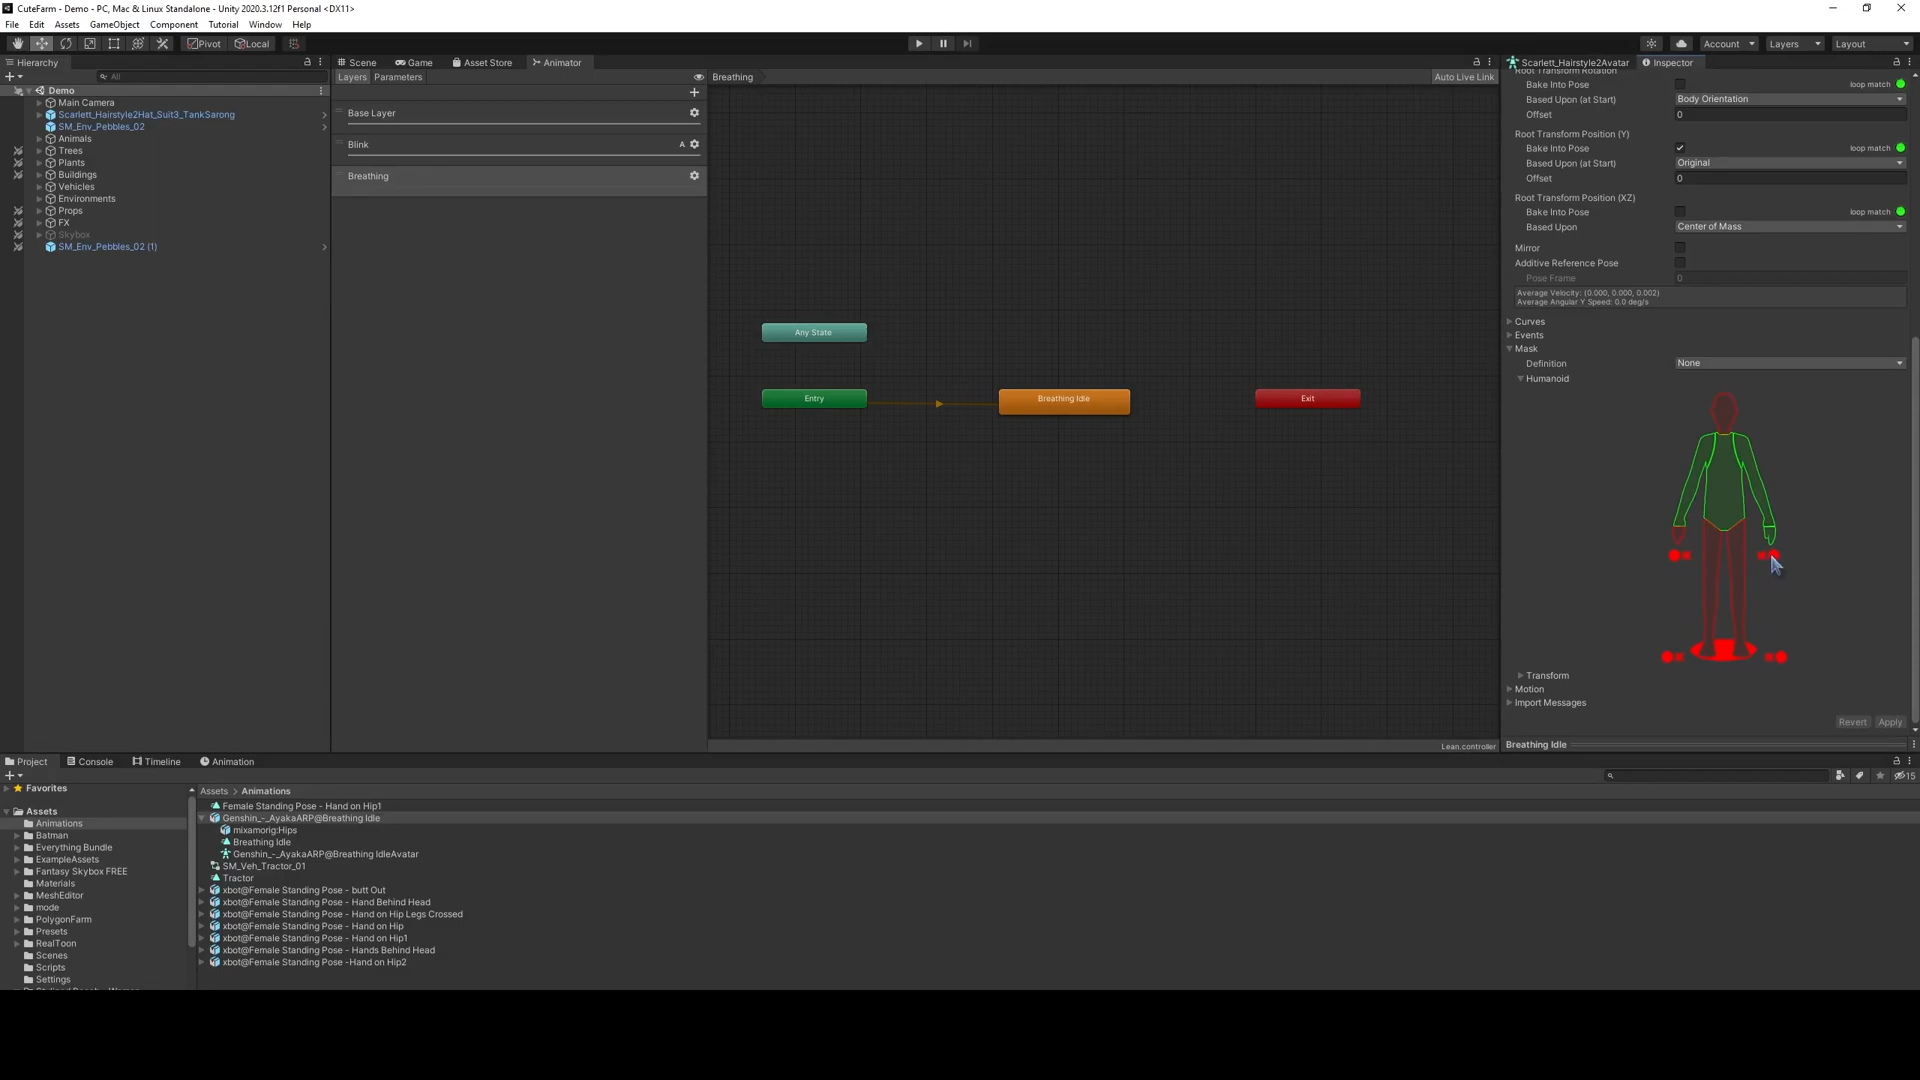 CuteFarm - Demo - PC, Mac & Linux Standalone - Unity 2020.3.12f1 Personal <DX11>
File Edit Assets GameObject Component Tutorial Window Help
Pivot Local Account Layers Layout
Hierarchy
All
Demo
Main Camera
Scarlett_Hairstyle2Hat_Suit3_TankSarong
SM_Env_Pebbles_02
Animals
Trees
Plants
Buildings
Vehicles
Environments
Props
FX
Skybox
SM_Env_Pebbles_02 (1)
Scene Game Asset Store Animator
Layers Parameters
Base Layer
Blink A
Breathing
Breathing Auto Live Link
Any State
Entry Breathing Idle Exit
Lean.controller
Scarlett_Hairstyle2Avatar Inspector
Root Transform Rotation
Bake Into Pose loop match
Based Upon (at Start) Body Orientation
Offset 0
Root Transform Position (Y)
Bake Into Pose loop match
Based Upon (at Start) Original
Offset 0
Root Transform Position (XZ)
Bake Into Pose loop match
Based Upon Center of Mass
Mirror
Additive Reference Pose
Pose Frame 0
Average Velocity: (0.000, 0.000, 0.002)
Average Angular Y Speed: 0.0 deg/s
Curves
Events
Mask
Definition None
Humanoid
Transform
Motion
Import Messages
Revert Apply
Breathing Idle
Project Console Timeline Animation
15
Favorites
Assets
Animations
Batman
Everything Bundle
ExampleAssets
Fantasy Skybox FREE
Materials
MeshEditor
mode
PolygonFarm
Presets
RealToon
Scenes
Scripts
Settings
Assets > Animations
Female Standing Pose - Hand on Hip1
Genshin_-_AyakaARP@Breathing Idle
mixamorig:Hips
Breathing Idle
Genshin_-_AyakaARP@Breathing IdleAvatar
SM_Veh_Tractor_01
Tractor
xbot@Female Standing Pose - butt Out
xbot@Female Standing Pose - Hand Behind Head
xbot@Female Standing Pose - Hand on Hip Legs Crossed
xbot@Female Standing Pose - Hand on Hip
xbot@Female Standing Pose - Hand on Hip1
xbot@Female Standing Pose - Hands Behind Head
xbot@Female Standing Pose -Hand on Hip2